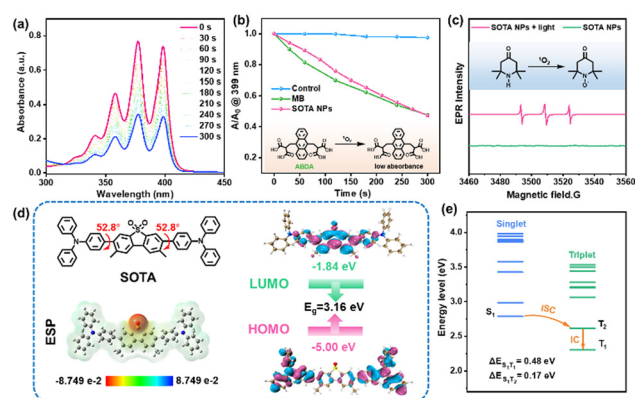 (a)
0 s
30 s
60 s
90 s
120 s
150 s
180 s
210 s
240 s
270 s
300 s
Absorbance (a.u.)
0.8
0.6
0.4
0.2
0.0
300
350
400
450
Wavelength (nm)
(b)
A/A0 @ 399 nm
1.0
0.8
0.6
0.4
0.2
0.0
Control
MB
SOTA NPs
¹O₂
ABDA
low absorbance
0
50
100
150
200
250
300
Time (s)
(c)
SOTA NPs + light
SOTA NPs
EPR Intensity
¹O₂
3460
3480
3500
3520
3540
3560
Magnetic field.G
(d)
52.8°
52.8°
SOTA
ESP
-8.749 e-2
8.749 e-2
-1.84 eV
LUMO
Eg=3.16 eV
HOMO
-5.00 eV
(e)
Energy level (eV)
4.0
3.5
3.0
2.5
2.0
Singlet
Triplet
S₁
ISC
T₂
IC
T₁
ΔE S₁T₁ = 0.48 eV
ΔE S₁T₂ = 0.17 eV